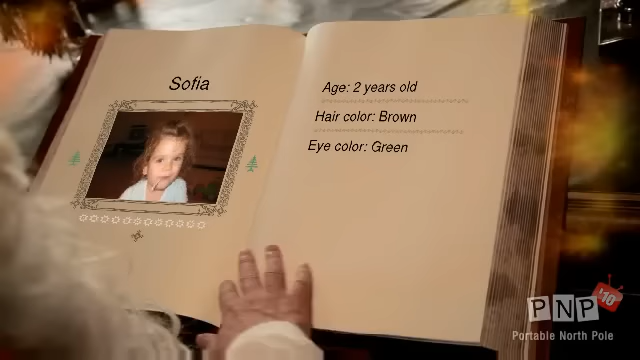 Sofia
Age: 2 years old
Hair color: Brown
Eye color: Green
PNP
'10
Portable North Pole